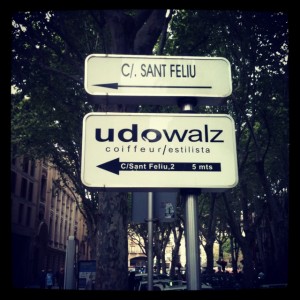 C/. SANT FELIU
udowalz
coiffeur/estilista
C/Sant Feliu,2 5 mts